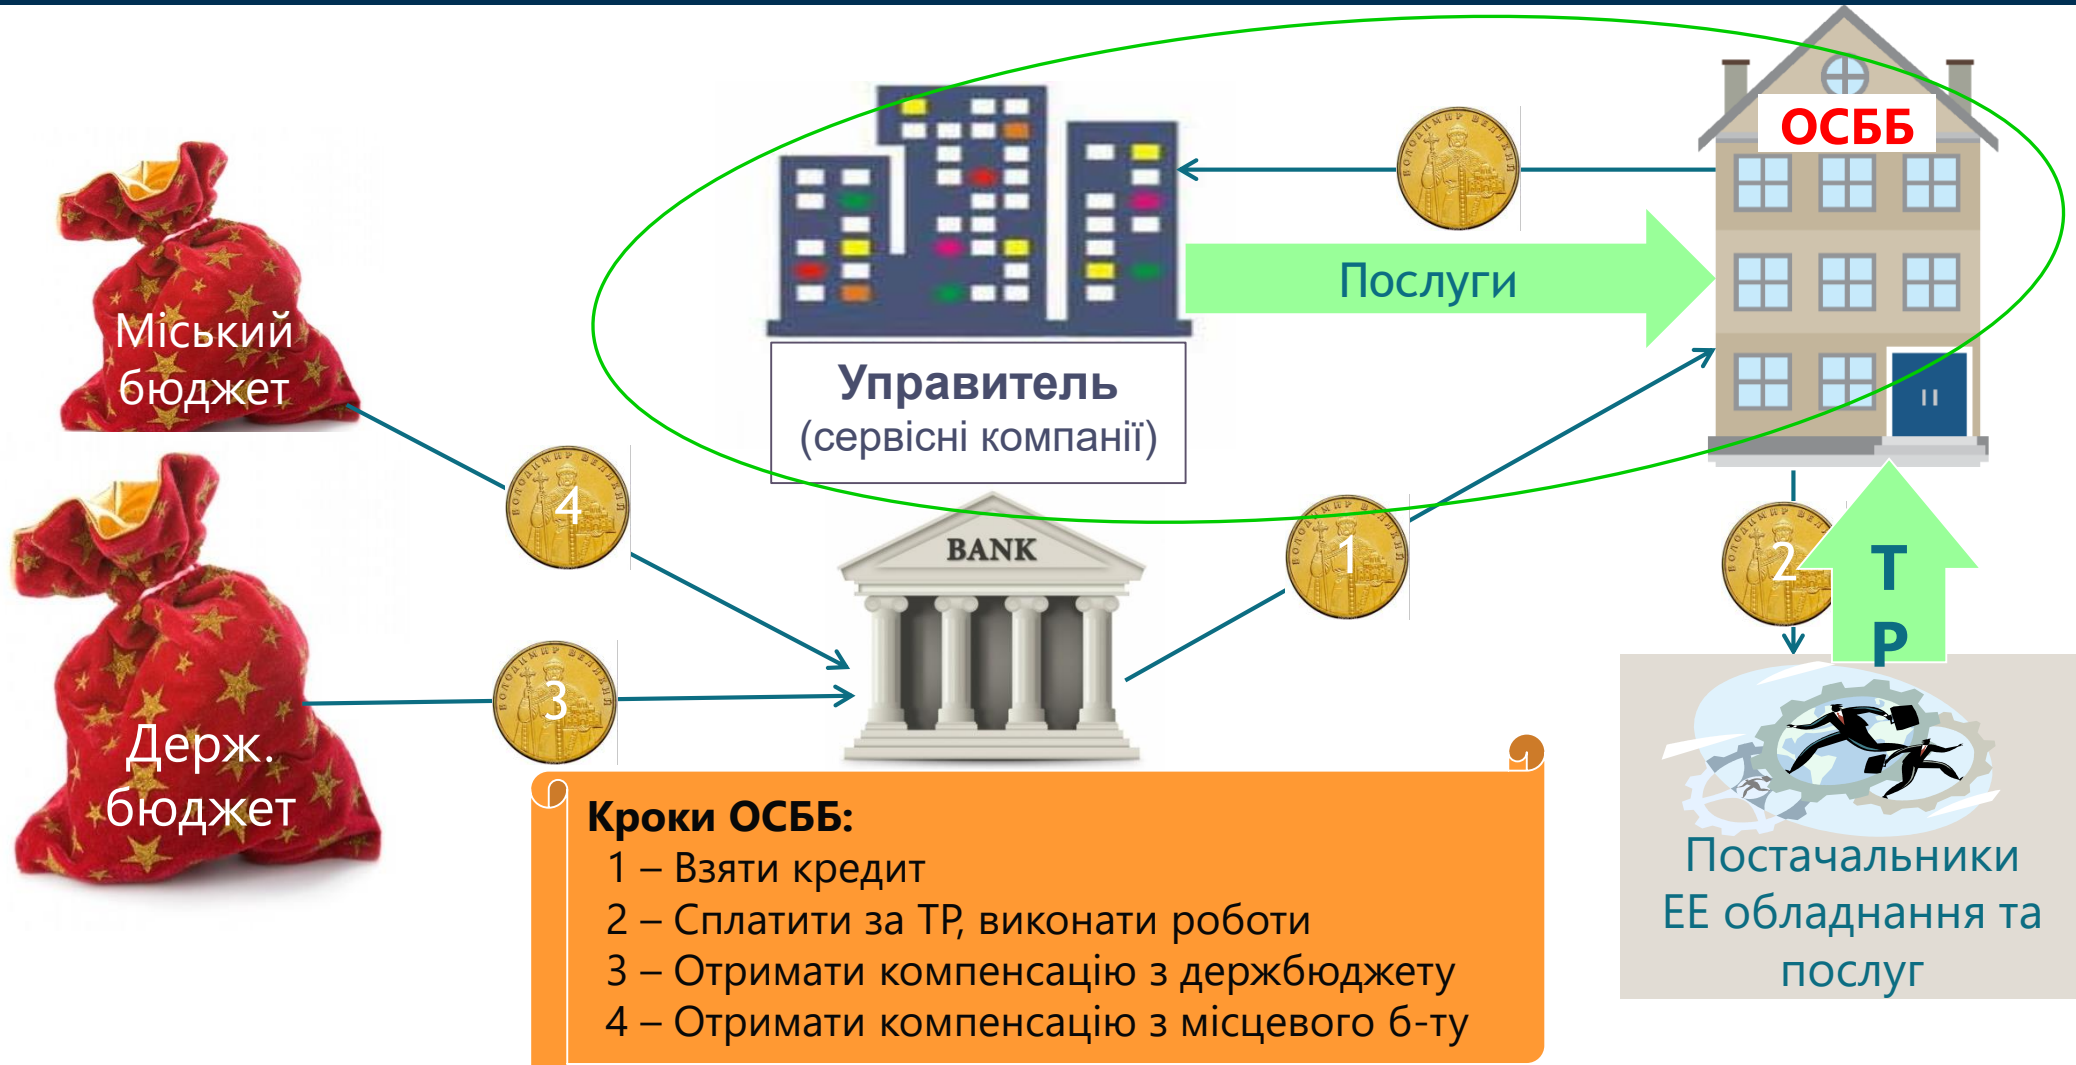 ОСББ
Послуги
Міський
бюджет
Управитель
(сервісні компанії)
4
BANK
1
2
Т
Р
3
Держ.
бюджет
Кроки ОСББ:
1 – Взяти кредит
2 – Сплатити за ТР, виконати роботи
3 – Отримати компенсацію з держбюджету
4 – Отримати компенсацію з місцевого б-ту
Постачальники
ЕЕ обладнання та
послуг